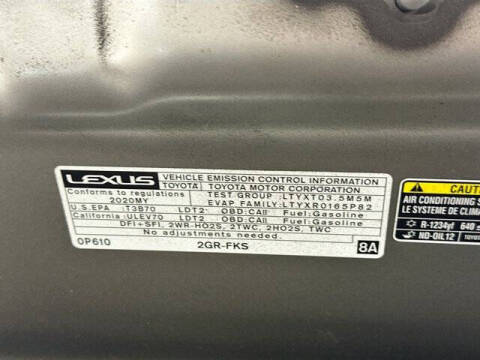 LEXUS VEHICLE EMISSION CONTROL INFORMATION
TOYOTA TOYOTA MOTOR CORPORATION
Conforms to regulations TEST GROUP :LTYXT03.5M5M
2020MY EVAP FAMILY:LTYXR0165P82
U.S.EPA :T3B70 LDT2: OBD:CAII Fuel:Gasoline
California:ULEV70 LDT2: OBD:CAII Fuel:Gasoline
DFI+SFI, 2WR-HO2S, 2TWC, 2HO2S, TWC
NO ADJUSTMENTS NEEDED.
0P610 2GR-FKS 8A
CAUT
AIR CONDITIONING S
LE SYSTEME DE CLIMA
R-1234yf 640
ND-OIL12 TOYO